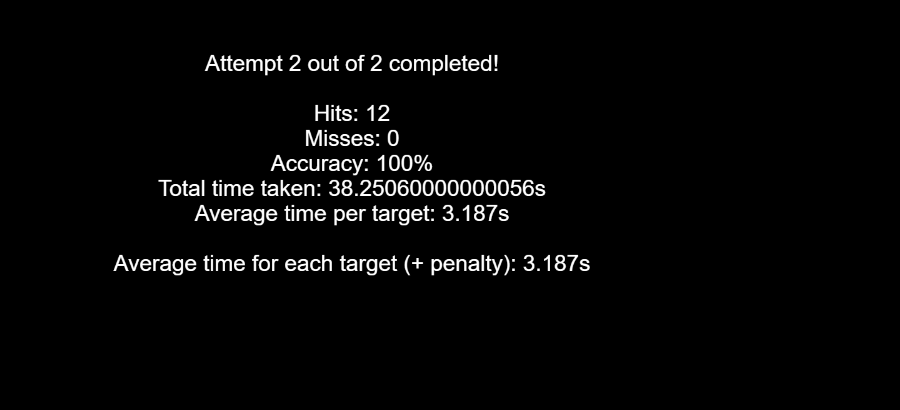 Attempt 2 out of 2 completed!
Hits: 12
Misses: 0
Accuracy: 100%
Total time taken: 38.25060000000056s
Average time per target: 3.187s
Average time for each target (+ penalty): 3.187s